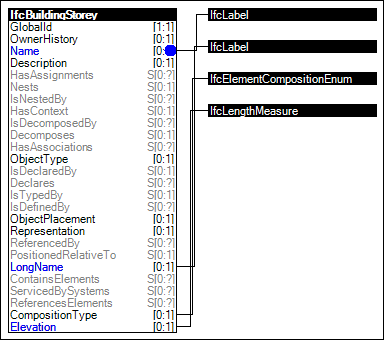 IfcBuildingStorey
GlobalId [1:1]
OwnerHistory [0:1]
Name [0:
Description [0:1]
HasAssignments S[0:?]
Nests S[0:1]
IsNestedBy S[0:?]
HasContext S[0:1]
IsDecomposedBy S[0:?]
Decomposes S[0:1]
HasAssociations S[0:?]
ObjectType [0:1]
IsDeclaredBy S[0:1]
Declares S[0:?]
IsTypedBy S[0:1]
IsDefinedBy S[0:?]
ObjectPlacement [0:1]
Representation [0:1]
ReferencedBy S[0:?]
PositionedRelativeTo S[0:?]
LongName [0:1]
ContainsElements S[0:?]
ServicedBySystems S[0:?]
ReferencesElements S[0:?]
CompositionType [0:1]
Elevation [0:1]
IfcLabel
IfcLabel
IfcElementCompositionEnum
IfcLengthMeasure